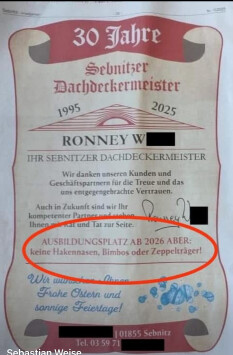 30 Jahre
Sebnitzer
Dachdeckermeister
1995 2025
RONNEY W
IHR SEBNITZER DACHDECKERMEISTER
Wir danken unseren Kunden und
Geschäftspartnern für die Treue und das
uns entgegengebrachte Vertrauen.
Auch in Zukunft sind wir Ihr
kompetenter Partner und stehen
Ihnen mit Rat und Tat zur Seite.
AUSBILDUNGSPLATZ AB 2026 ABER:
keine Hakennasen, Bimbos oder Zeppelträger!
Wir wünschen Ihnen
Frohe Ostern und
sonnige Feiertage!
| 01855 Sebnitz
Tel. 03 59 71
Sebastian Weise